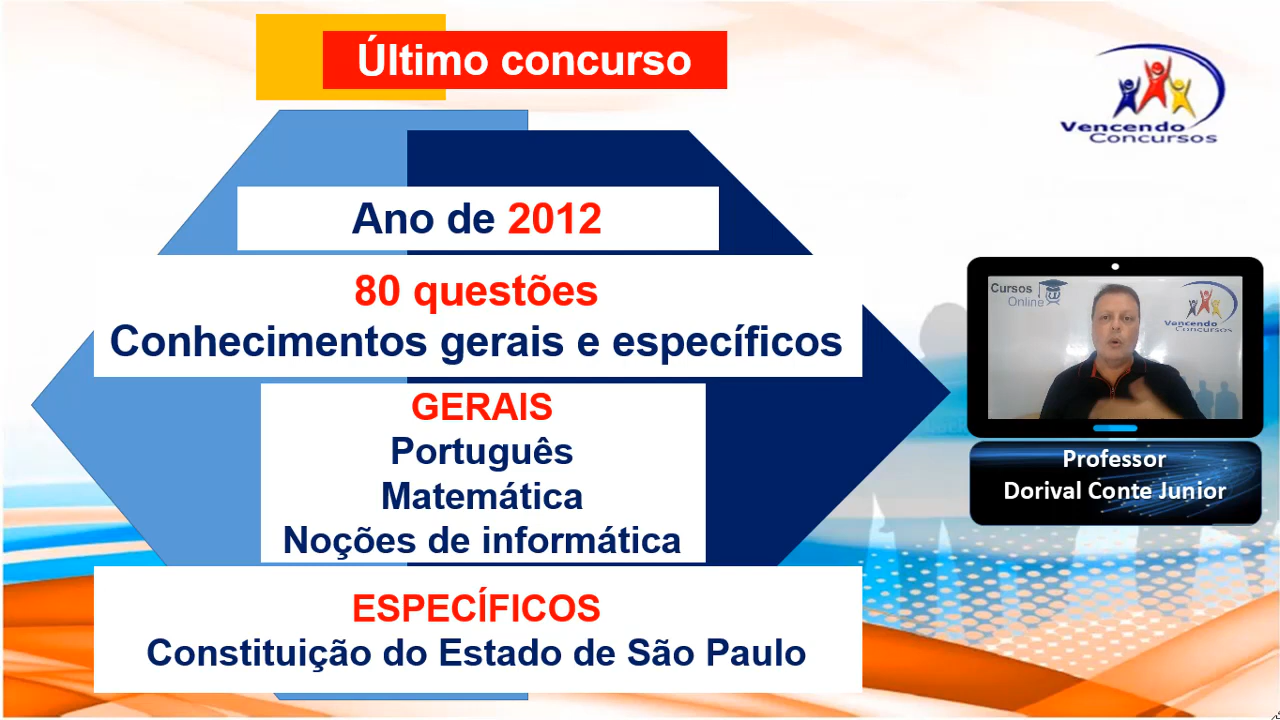 Último concurso
Vencendo
Concursos
Ano de 2012
80 questões
Conhecimentos gerais e específicos
GERAIS
Português
Matemática
Noções de informática
ESPECÍFICOS
Constituição do Estado de São Paulo
Cursos
Online
Vencendo
Concursos
Professor
Dorival Conte Junior